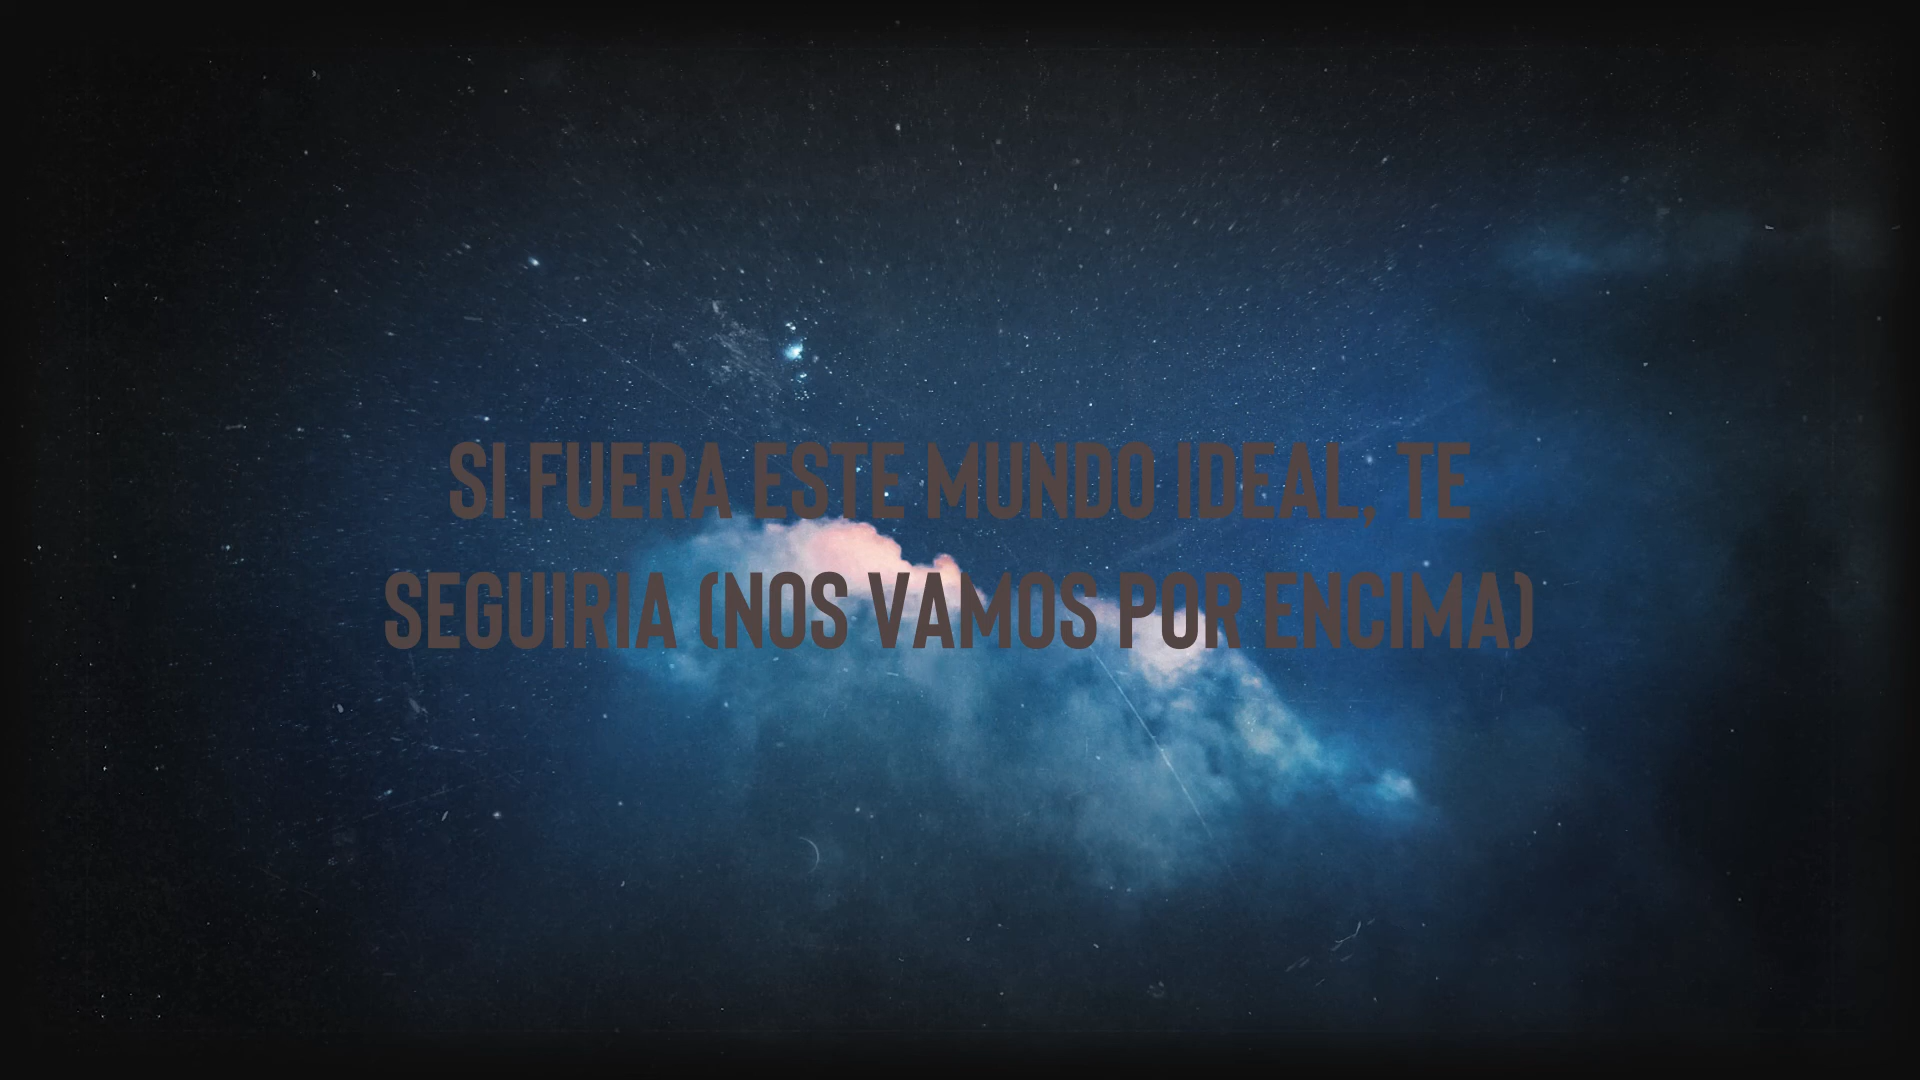 SI FUERA ESTE MUNDO IDEAL, TE
SEGUIRIA (NOS VAMOS POR ENCIMA)